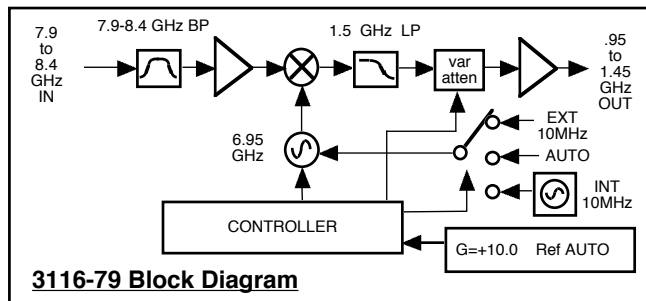 7.9
to
8.4
GHz
IN
7.9-8.4 GHz BP
1.5 GHz LP
var
atten
.95
to
1.45
GHz
OUT
6.95
GHz
EXT
10MHz
AUTO
INT
10MHz
CONTROLLER
G=+10.0 Ref AUTO
3116-79 Block Diagram